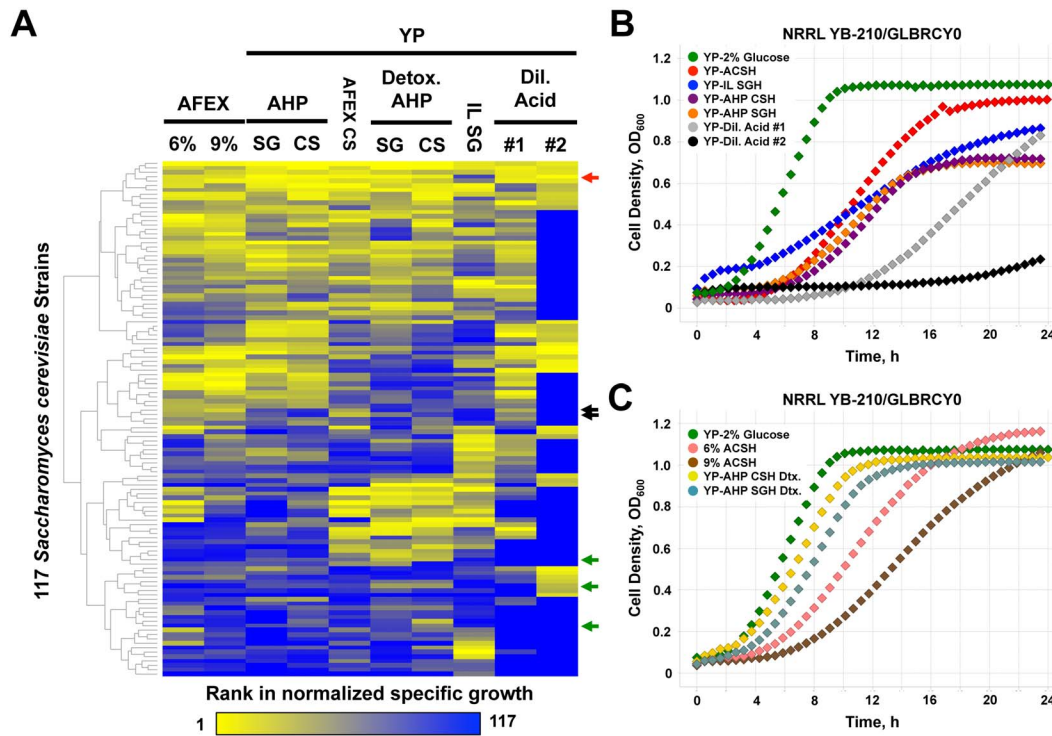 A
YP
AFEX
AHP
AFEX CS
Detox.
AHP
IL SG
Dil.
Acid
6% 9% SG CS SG CS #1 #2
117 Saccharomyces cerevisiae Strains
Rank in normalized specific growth
1 117
B
NRRL YB-210/GLBRCY0
YP-2% Glucose
YP-ACSH
YP-IL SGH
YP-AHP CSH
YP-AHP SGH
YP-Dil. Acid #1
YP-Dil. Acid #2
Cell Density, OD600
1.2
1.0
0.8
0.6
0.4
0.2
0
0 4 8 12 16 20 24
Time, h
C
NRRL YB-210/GLBRCY0
YP-2% Glucose
6% ACSH
9% ACSH
YP-AHP CSH Dtx.
YP-AHP SGH Dtx.
Cell Density, OD600
1.2
1.0
0.8
0.6
0.4
0.2
0
0 4 8 12 16 20 24
Time, h